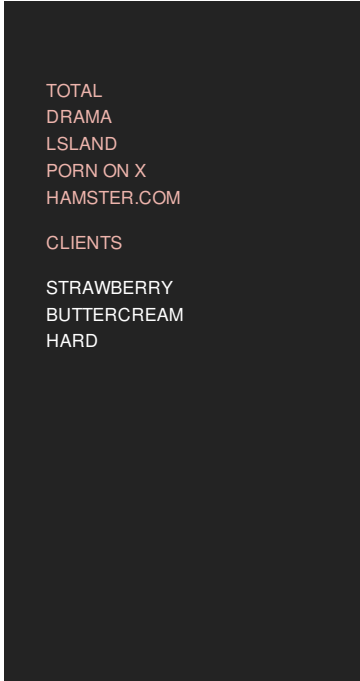 TOTAL
DRAMA
LSLAND
PORN ON X
HAMSTER.COM
CLIENTS
STRAWBERRY
BUTTERCREAM
HARD